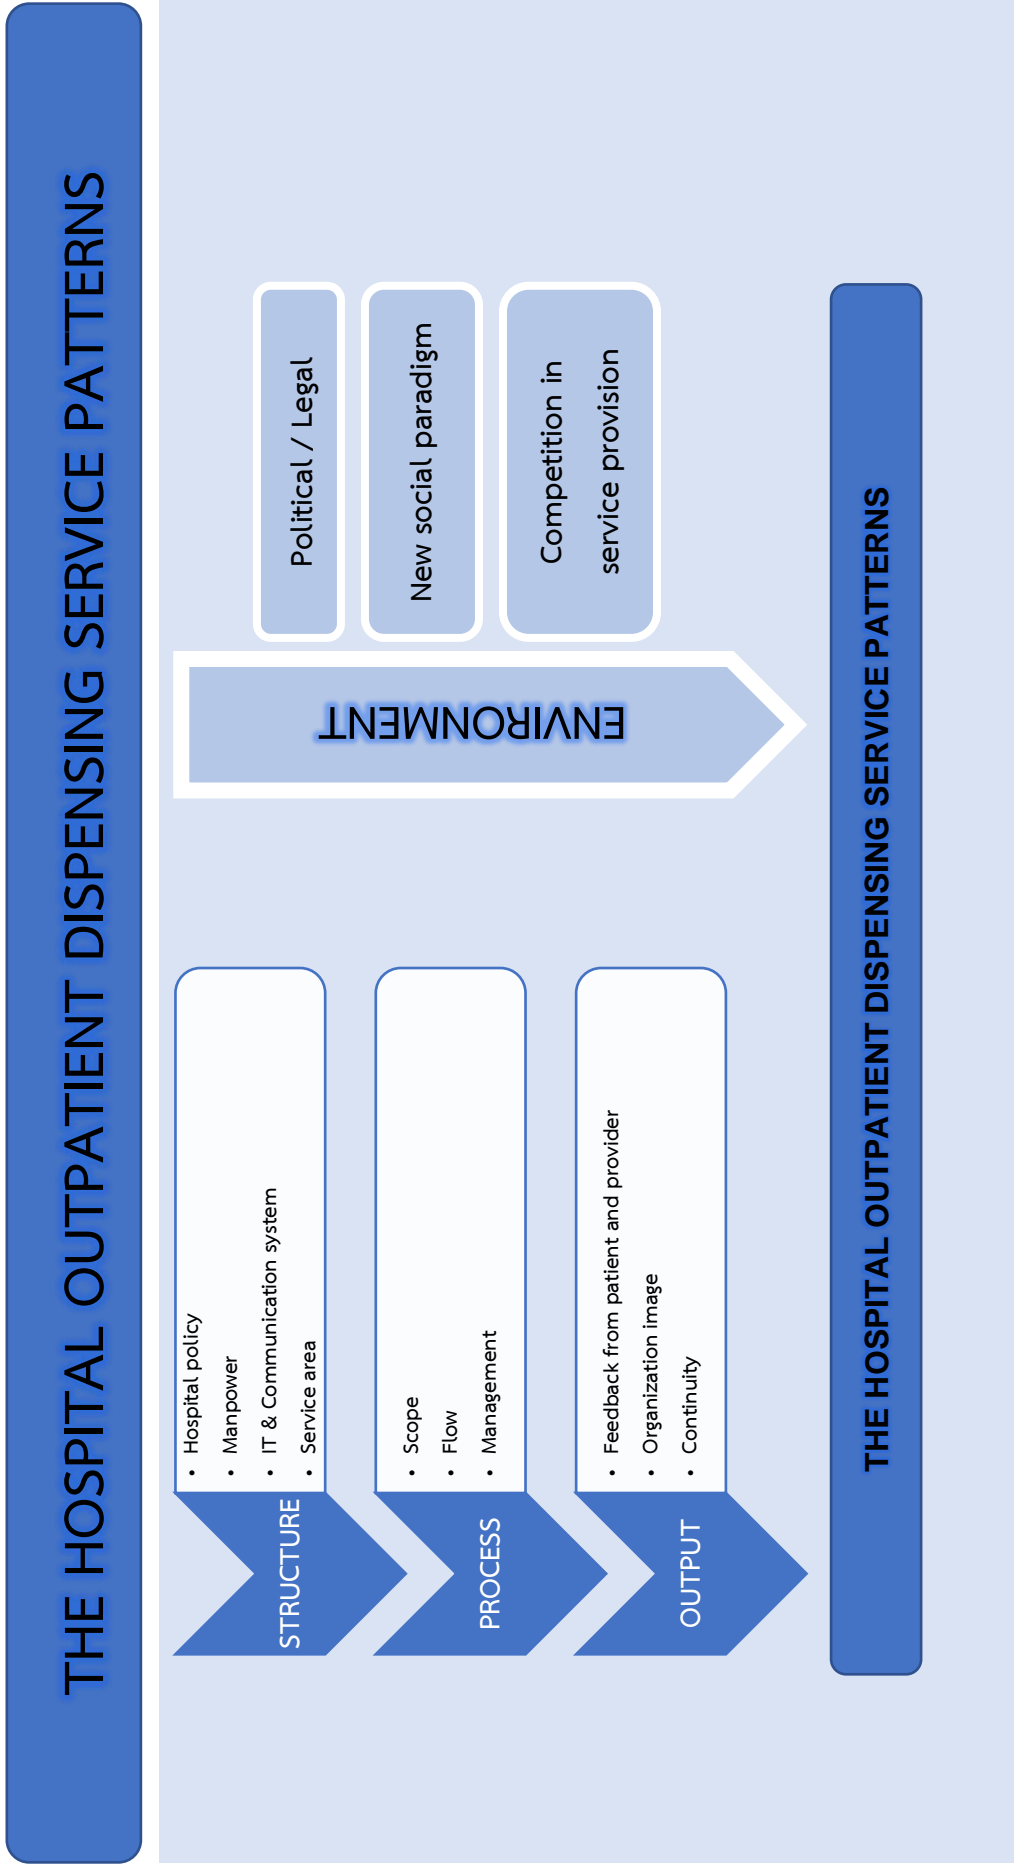 THE HOSPITAL OUTPATIENT DISPENSING SERVICE PATTERNS
STRUCTURE
• Hospital policy
• Manpower
• IT & Communication system
• Service area
PROCESS
• Scope
• Flow
• Management
OUTPUT
• Feedback from patient and provider
• Organization image
• Continuity
ENVIRONMENT
Political / Legal
New social paradigm
Competition in
service provision
THE HOSPITAL OUTPATIENT DISPENSING SERVICE PATTERNS